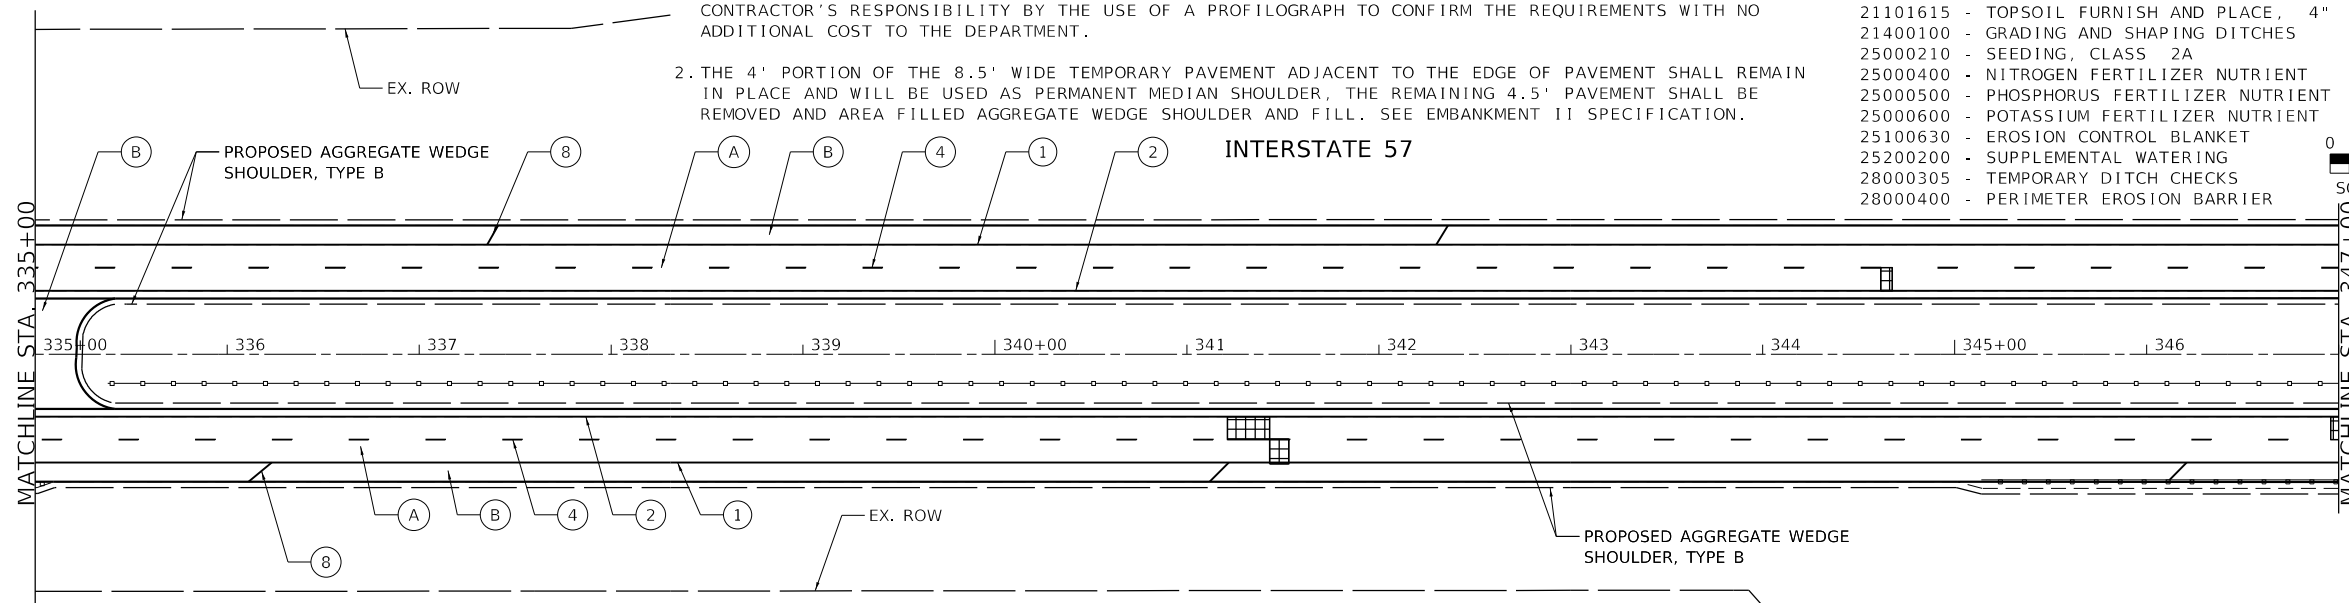 CONTRACTOR'S RESPONSIBILITY BY THE USE OF A PROFILOGRAPH TO CONFIRM THE REQUIREMENTS WITH NO
ADDITIONAL COST TO THE DEPARTMENT.
2. THE 4' PORTION OF THE 8.5' WIDE TEMPORARY PAVEMENT ADJACENT TO THE EDGE OF PAVEMENT SHALL REMAIN
IN PLACE AND WILL BE USED AS PERMANENT MEDIAN SHOULDER, THE REMAINING 4.5' PAVEMENT SHALL BE
REMOVED AND AREA FILLED AGGREGATE WEDGE SHOULDER AND FILL. SEE EMBANKMENT II SPECIFICATION.
21101615 - TOPSOIL FURNISH AND PLACE, 4"
21400100 - GRADING AND SHAPING DITCHES
25000210 - SEEDING, CLASS 2A
25000400 - NITROGEN FERTILIZER NUTRIENT
25000500 - PHOSPHORUS FERTILIZER NUTRIENT
25000600 - POTASSIUM FERTILIZER NUTRIENT
25100630 - EROSION CONTROL BLANKET
25200200 - SUPPLEMENTAL WATERING
28000305 - TEMPORARY DITCH CHECKS
28000400 - PERIMETER EROSION BARRIER
0
EX. ROW
B
PROPOSED AGGREGATE WEDGE
SHOULDER, TYPE B
8
A
B
4
1
2
INTERSTATE 57
MATCHLINE STA. 335+00
335+00
336
337
338
339
340+00
341
342
343
344
345+00
346
MATCHLINE STA. 347+00
A
B
4
2
1
EX. ROW
8
PROPOSED AGGREGATE WEDGE
SHOULDER, TYPE B